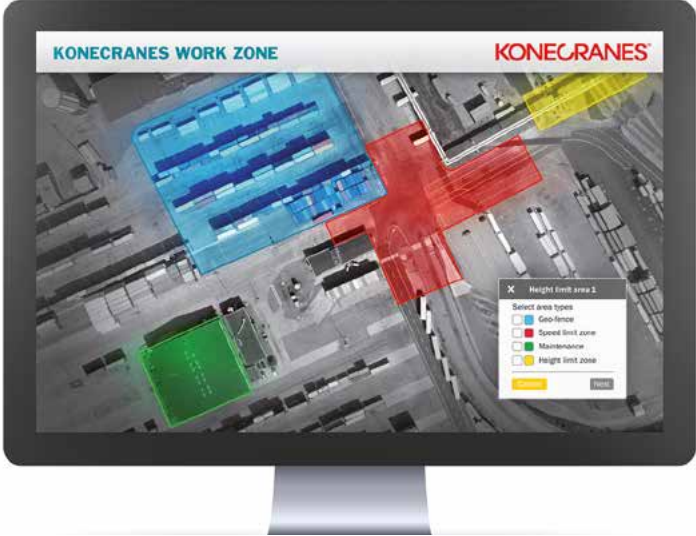 KONECRANES WORK ZONE
KONECRANES
X Height limit area 1
Select area types
Geo-fence
Speed limit zone
Maintenance
Height limit zose
Cancel
Next